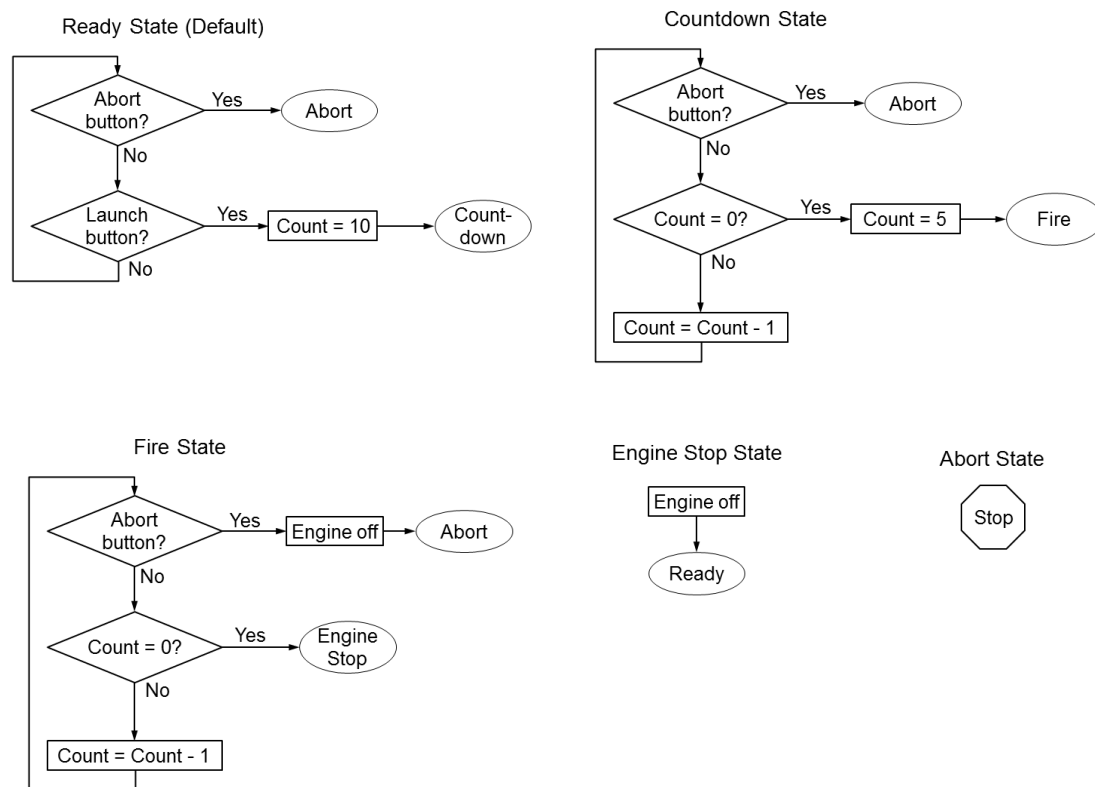 Ready State (Default)
Abort
button?
Yes
Abort
No
Launch
button?
Yes
Count = 10
Count-
down
No
Countdown State
Abort
button?
Yes
Abort
No
Count = 0?
Yes
Count = 5
Fire
No
Count = Count - 1
Fire State
Abort
button?
Yes
Engine off
Abort
No
Count = 0?
Yes
Engine
Stop
No
Count = Count - 1
Engine Stop State
Engine off
Ready
Abort State
Stop